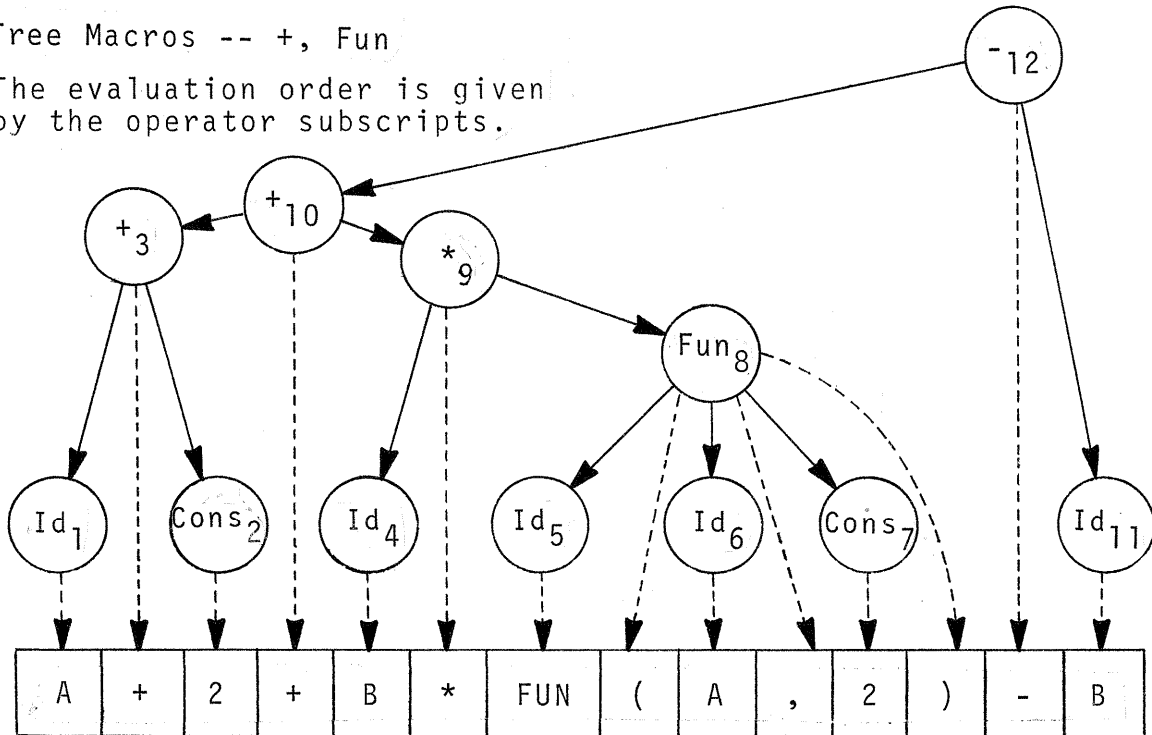 Tree Macros -- +, Fun
The evaluation order is given
by the operator subscripts.
-12
+10
+3
*9
Fun8
Id1 Cons2 Id4 Id5 Id6 Cons7 Id11
A + 2 + B * FUN ( A , 2 ) - B